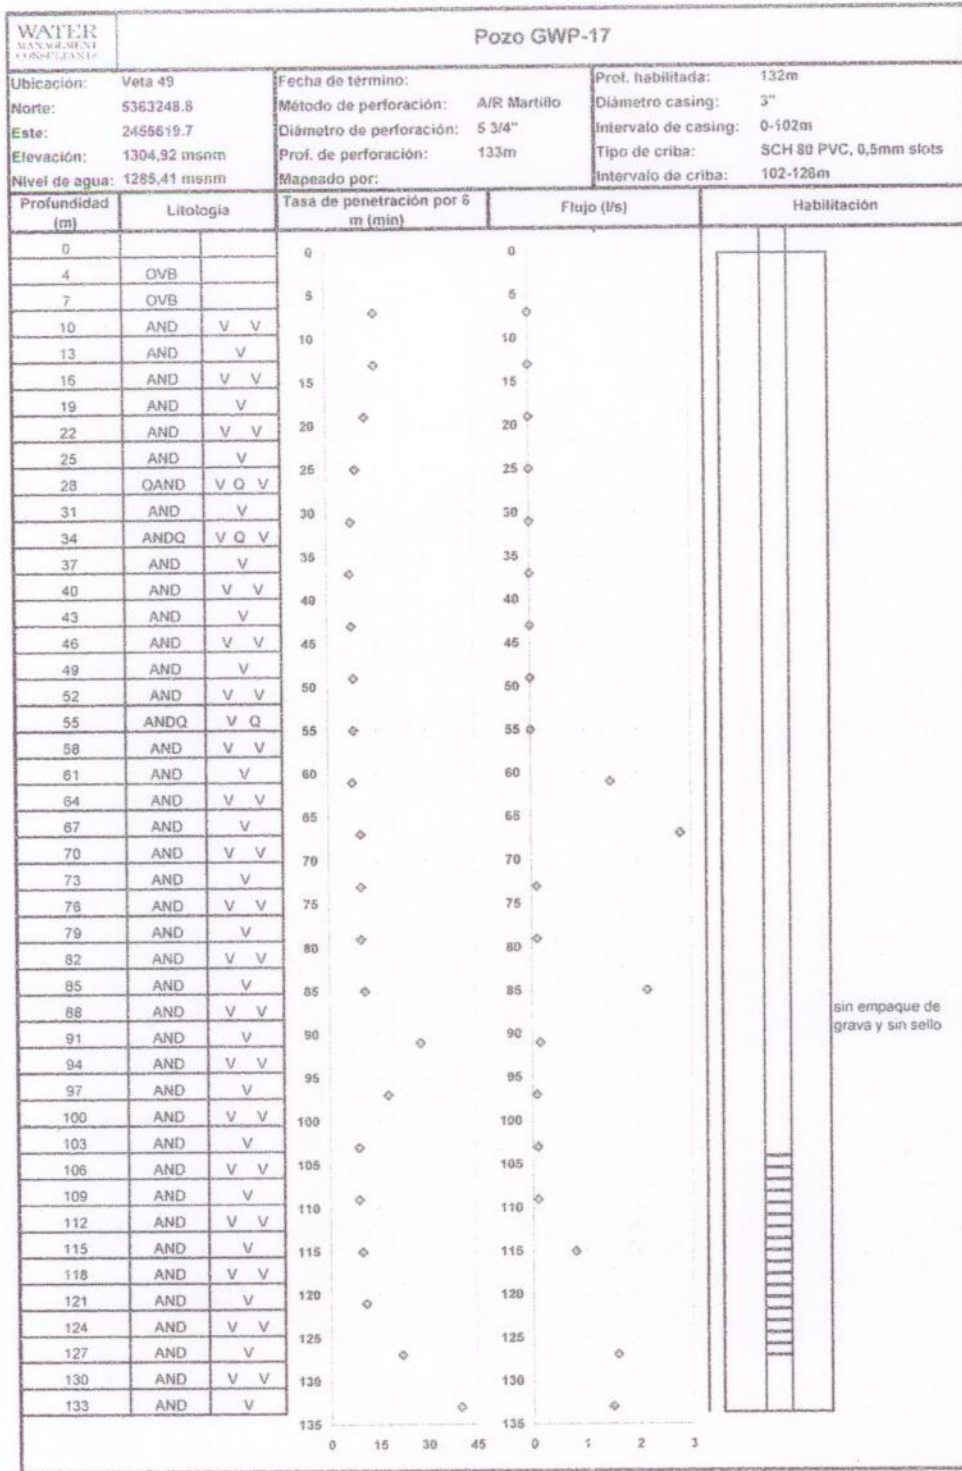 WATER
MANAGEMENT
CONSULTANTS
Pozo GWP-17
Ubicación: Veta 49
Norte: 5363248.8
Este: 2455619.7
Elevación: 1304,92 msnm
Nivel de agua: 1285,41 msnm
Fecha de término:
Método de perforación: A/R Martillo
Diámetro de perforación: 5 3/4"
Prof. de perforación: 133m
Mapeado por:
Prof. habilitada: 132m
Diámetro casing: 3"
Intervalo de casing: 0-102m
Tipo de criba: SCH 80 PVC, 0,5mm slots
Intervalo de criba: 102-126m
Profundidad
(m)
Litología
Tasa de penetración por 6
m (min)
Flujo (l/s)
Habilitación
0
4 OVB
7 OVB
10 AND V V
13 AND V
16 AND V V
19 AND V
22 AND V V
25 AND V
28 QAND V Q V
31 AND V
34 ANDQ V Q V
37 AND V
40 AND V V
43 AND V
46 AND V V
49 AND V
52 AND V V
55 ANDQ V Q
58 AND V V
61 AND V
64 AND V V
67 AND V
70 AND V V
73 AND V
76 AND V V
79 AND V
82 AND V V
85 AND V
88 AND V V
91 AND V
94 AND V V
97 AND V
100 AND V V
103 AND V
106 AND V V
109 AND V
112 AND V V
115 AND V
118 AND V V
121 AND V
124 AND V V
127 AND V
130 AND V V
133 AND V
0
5
10
15
20
25
30
35
40
45
50
55
60
65
70
75
80
85
90
95
100
105
110
115
120
125
130
135
0 15 30 45
0
5
10
15
20
25
30
35
40
45
50
55
60
65
70
75
80
85
90
95
100
105
110
115
120
125
130
135
0 1 2 3
sin empaque de
grava y sin sello